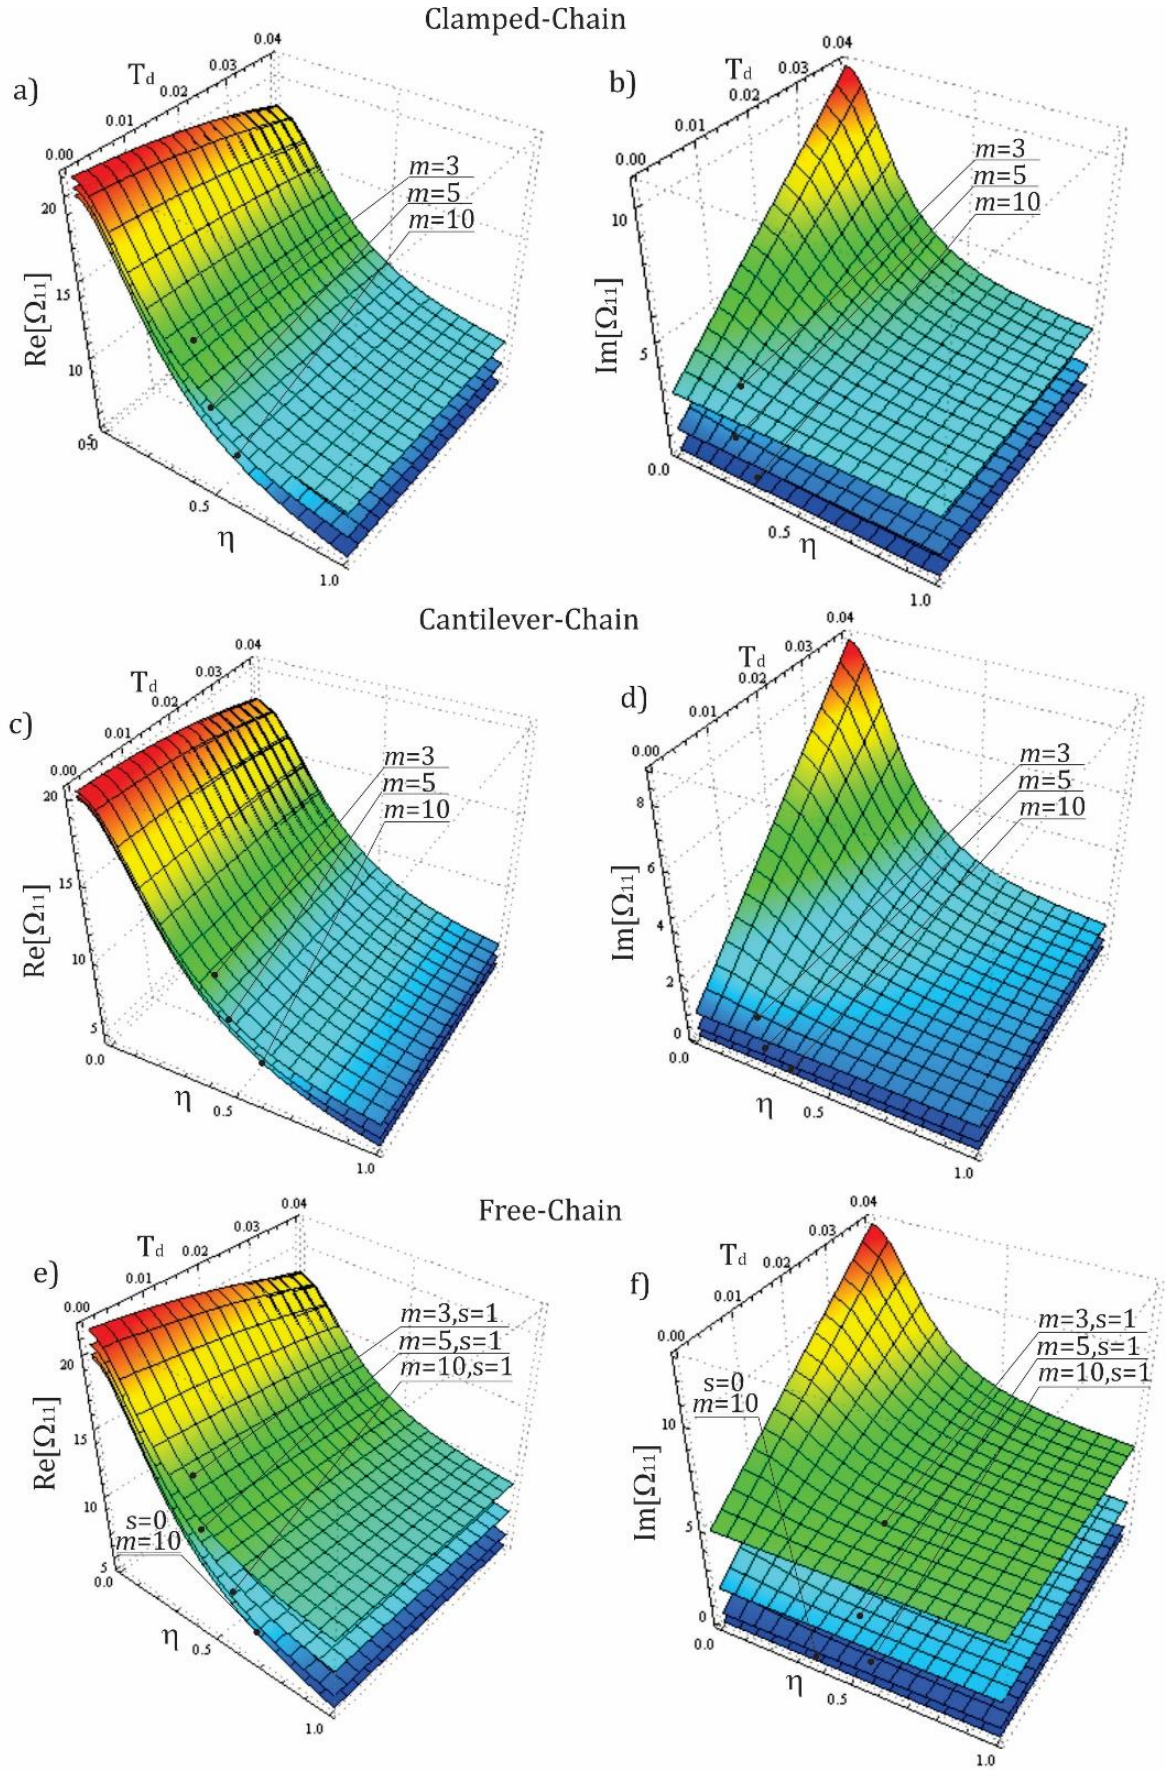 Clamped-Chain
a)
Td
0.00
0.01
0.02
0.03
0.04
m=3
m=5
m=10
Re[Ω11]
20
15
10
5
0.0
0.5
1.0
η
b)
Td
0.00
0.01
0.02
0.03
0.04
m=3
m=5
m=10
Im[Ω11]
10
5
0.0
0.5
1.0
η
Cantilever-Chain
c)
Td
0.00
0.01
0.02
0.03
0.04
m=3
m=5
m=10
Re[Ω11]
20
15
10
5
0.0
0.5
1.0
η
d)
Td
0.00
0.01
0.02
0.03
0.04
m=3
m=5
m=10
Im[Ω11]
8
6
4
2
0
0.0
0.5
1.0
η
Free-Chain
e)
Td
0.00
0.01
0.02
0.03
0.04
m=3,s=1
m=5,s=1
m=10,s=1
s=0
m=10
Re[Ω11]
20
15
10
5
0.0
0.5
1.0
η
f)
Td
0.00
0.01
0.02
0.03
0.04
m=3,s=1
m=5,s=1
m=10,s=1
s=0
m=10
Im[Ω11]
10
5
0
0.0
0.5
1.0
η